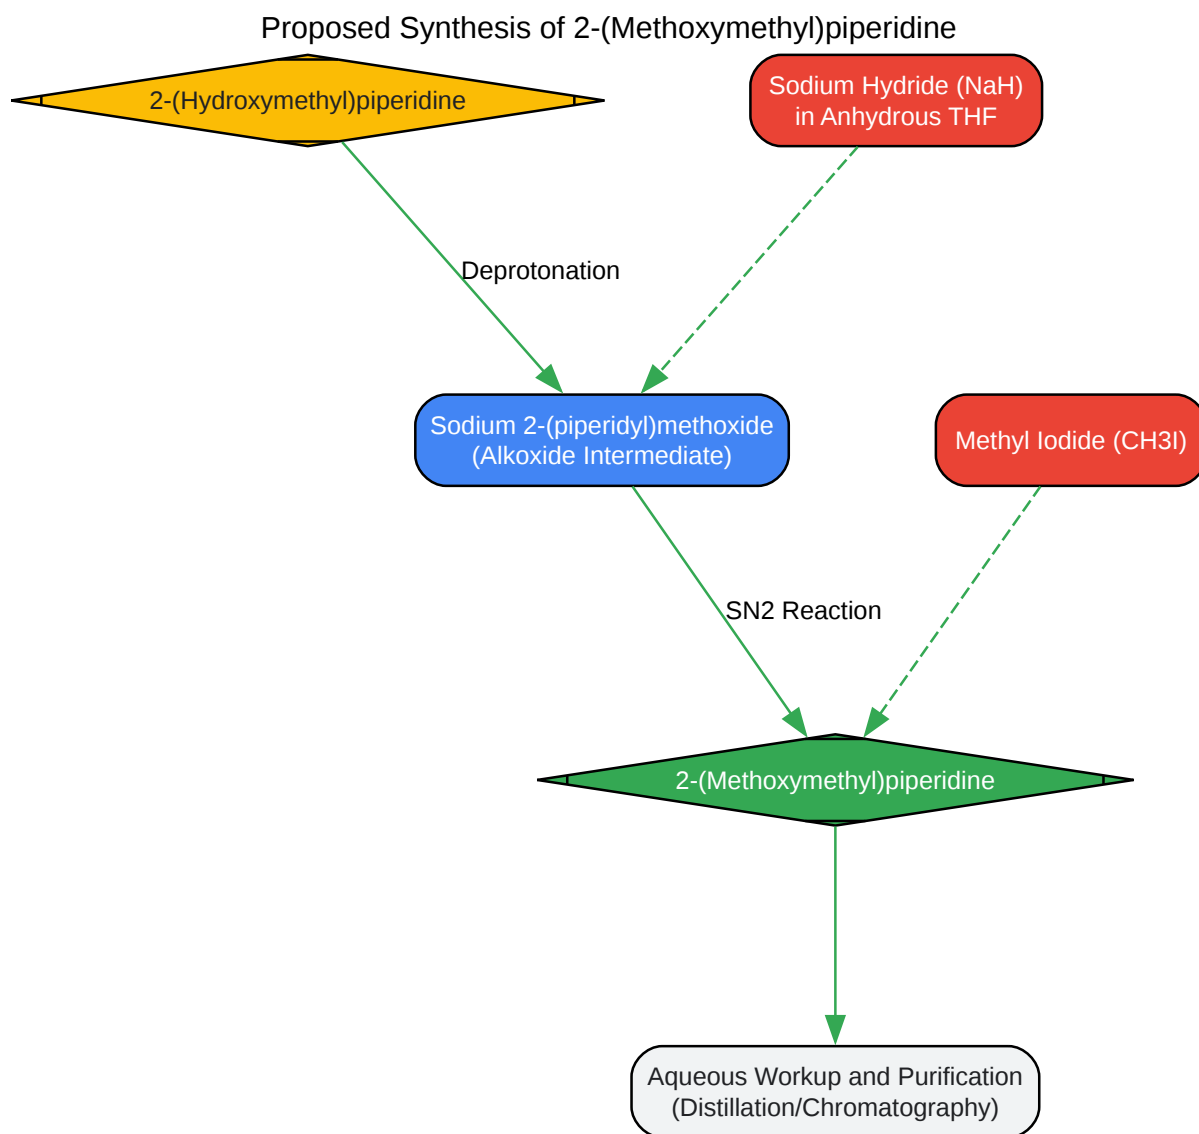 Proposed Synthesis of 2-(Methoxymethyl)piperidine
2-(Hydroxymethyl)piperidine
Sodium Hydride (NaH)
in Anhydrous THF
Deprotonation
Sodium 2-(piperidyl)methoxide
(Alkoxide Intermediate)
Methyl Iodide (CH3I)
SN2 Reaction
2-(Methoxymethyl)piperidine
Aqueous Workup and Purification
(Distillation/Chromatography)